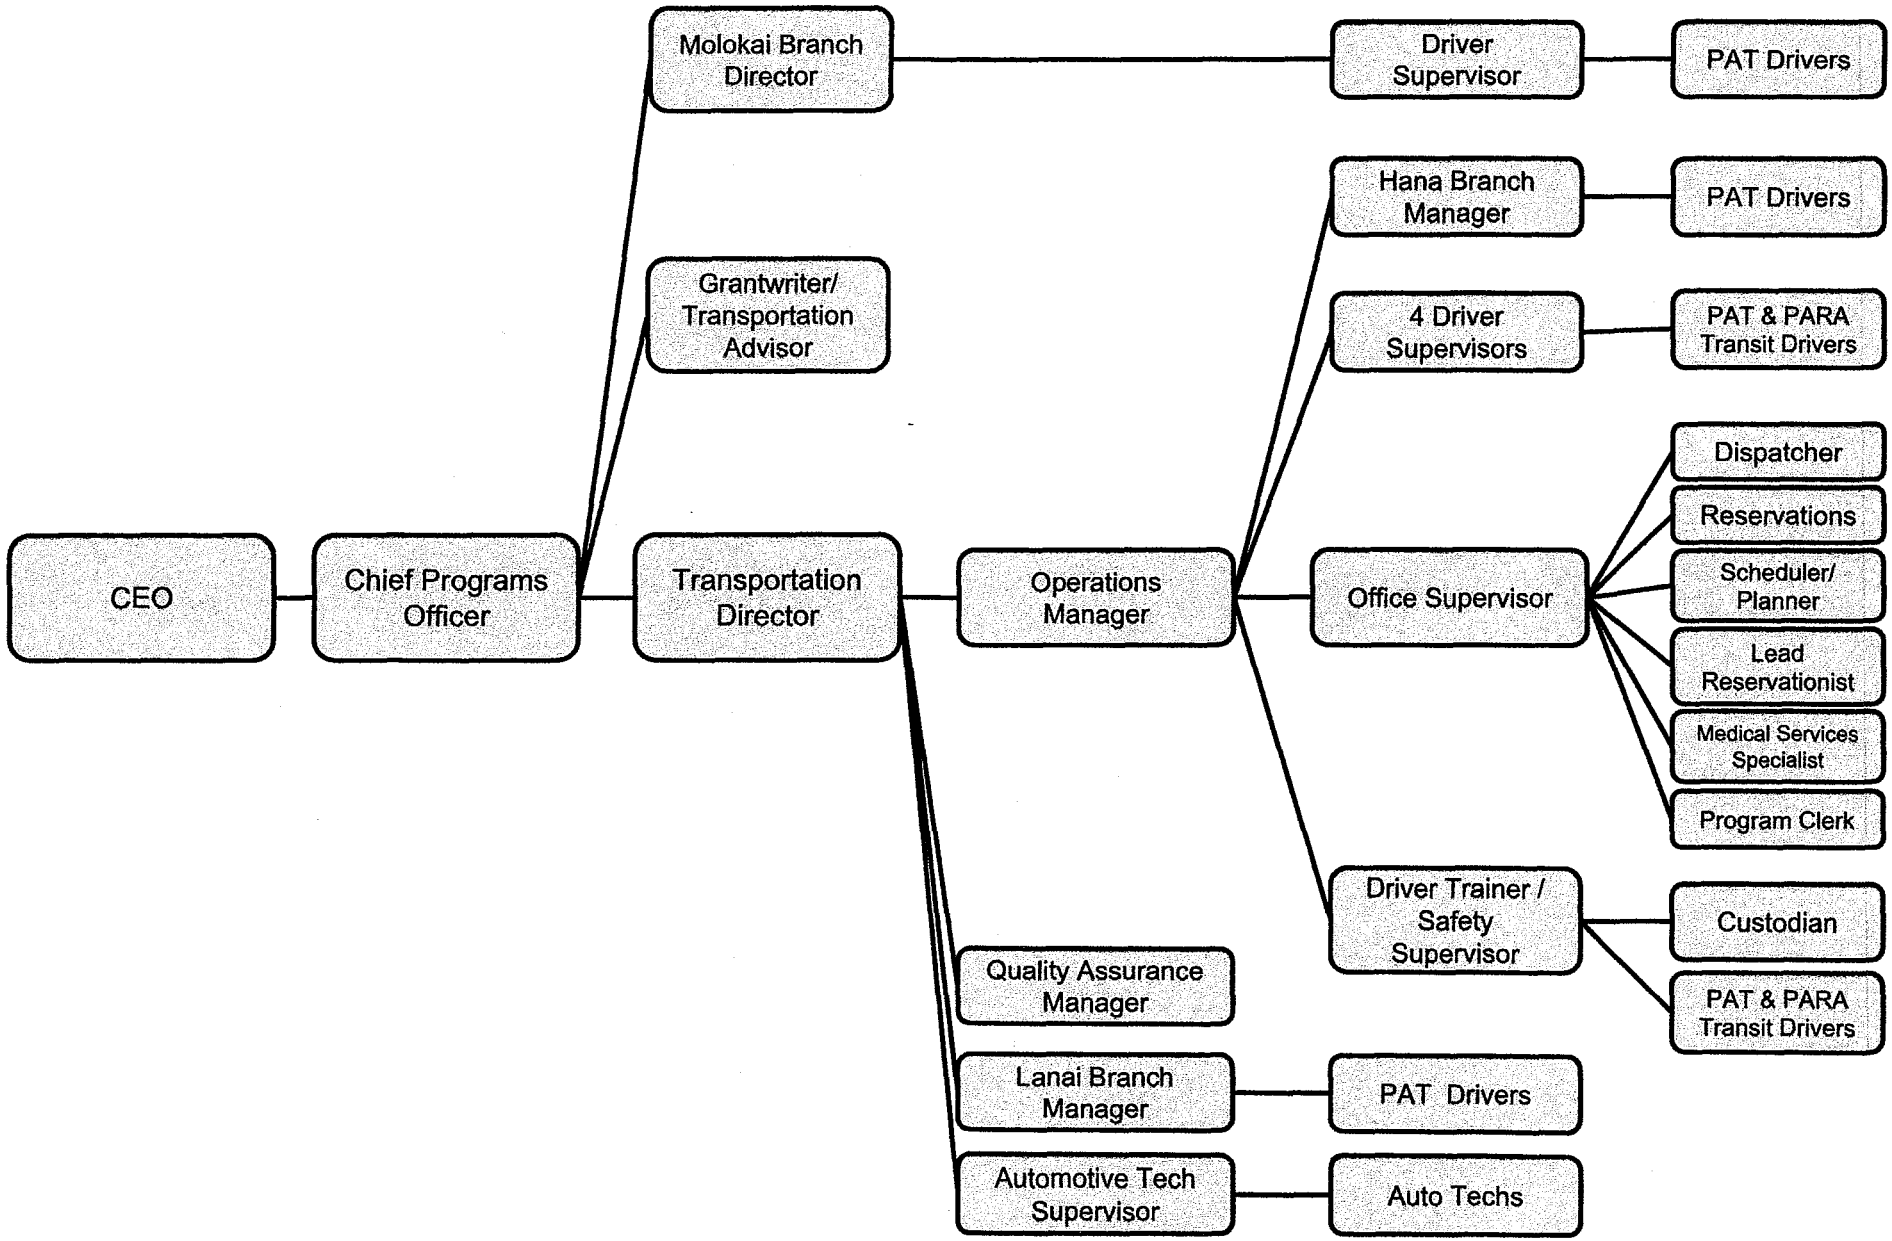 Molokai Branch
Director
Driver
Supervisor
PAT Drivers
Hana Branch
Manager
PAT Drivers
Grantwriter/
Transportation
Advisor
4 Driver
Supervisors
PAT & PARA
Transit Drivers
CEO
Chief Programs
Officer
Transportation
Director
Operations
Manager
Office Supervisor
Dispatcher
Reservations
Scheduler/
Planner
Lead
Reservationist
Medical Services
Specialist
Program Clerk
Driver Trainer /
Safety
Supervisor
Custodian
PAT & PARA
Transit Drivers
Quality Assurance
Manager
Lanai Branch
Manager
PAT Drivers
Automotive Tech
Supervisor
Auto Techs